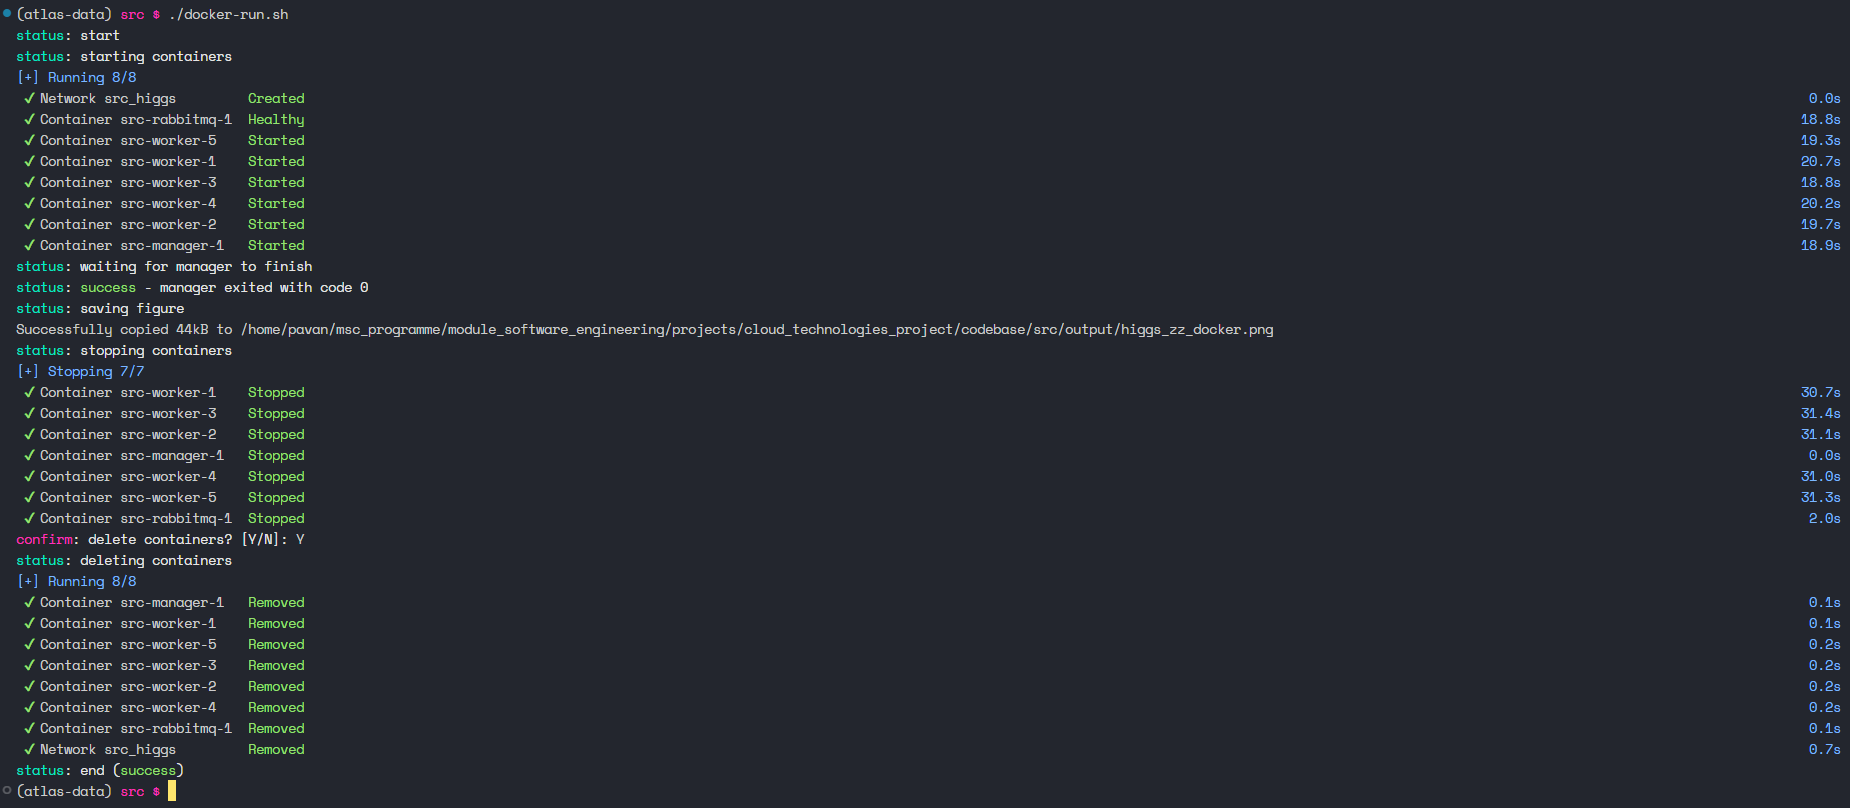 (atlas-data) src $ ./docker-run.sh
status: start
status: starting containers
[+] Running 8/8
✓ Network src_higgs Created 0.0s
✓ Container src-rabbitmq-1 Healthy 18.8s
✓ Container src-worker-5 Started 19.3s
✓ Container src-worker-1 Started 20.7s
✓ Container src-worker-3 Started 18.8s
✓ Container src-worker-4 Started 20.2s
✓ Container src-worker-2 Started 19.7s
✓ Container src-manager-1 Started 18.9s
status: waiting for manager to finish
status: success - manager exited with code 0
status: saving figure
Successfully copied 44kB to /home/pavan/msc_programme/module_software_engineering/projects/cloud_technologies_project/codebase/src/output/higgs_zz_docker.png
status: stopping containers
[+] Stopping 7/7
✓ Container src-worker-1 Stopped 30.7s
✓ Container src-worker-3 Stopped 31.4s
✓ Container src-worker-2 Stopped 31.1s
✓ Container src-manager-1 Stopped 0.0s
✓ Container src-worker-4 Stopped 31.0s
✓ Container src-worker-5 Stopped 31.3s
✓ Container src-rabbitmq-1 Stopped 2.0s
confirm: delete containers? [Y/N]: Y
status: deleting containers
[+] Running 8/8
✓ Container src-manager-1 Removed 0.1s
✓ Container src-worker-1 Removed 0.1s
✓ Container src-worker-5 Removed 0.2s
✓ Container src-worker-3 Removed 0.2s
✓ Container src-worker-2 Removed 0.2s
✓ Container src-worker-4 Removed 0.2s
✓ Container src-rabbitmq-1 Removed 0.1s
✓ Network src_higgs Removed 0.7s
status: end (success)
(atlas-data) src $